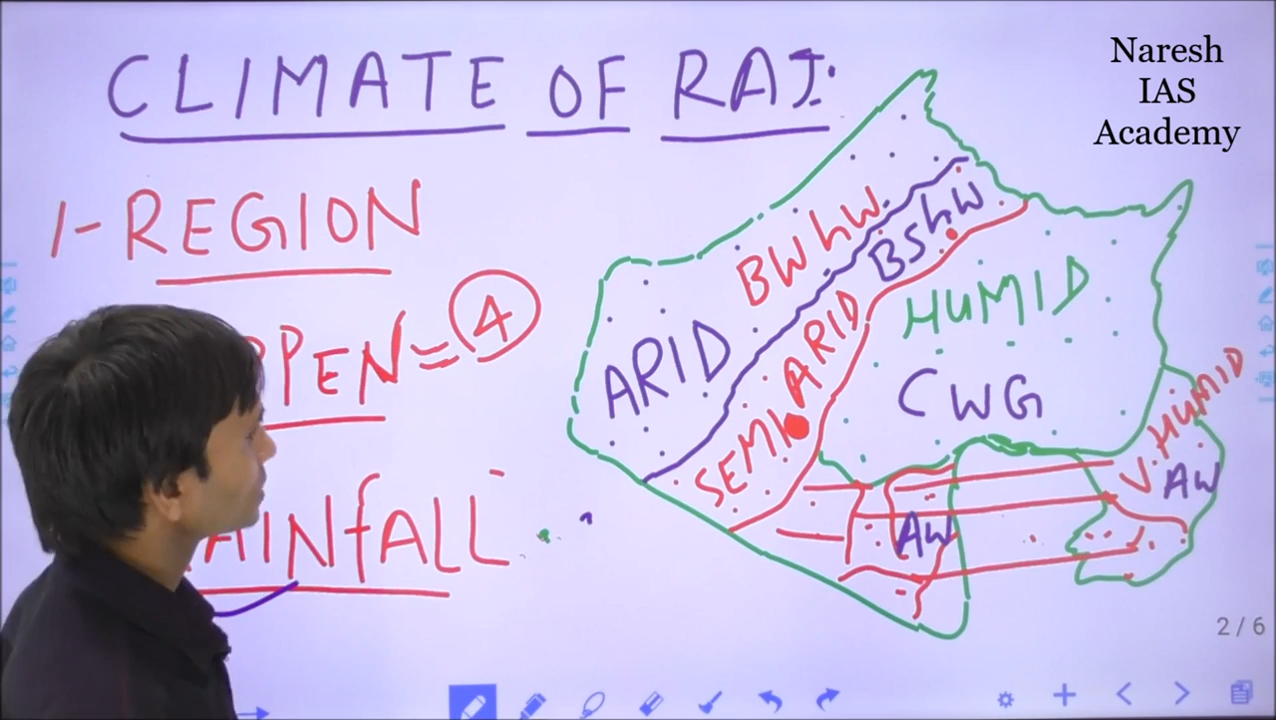 CLIMATE OF RAJ.
Naresh
IAS
Academy
1-REGION
PPEN=4
AINfALL
BWhW
BShW
ARID
SEMI ARID
HUMID
CWG
V.HUMID
AW
AW
2/6